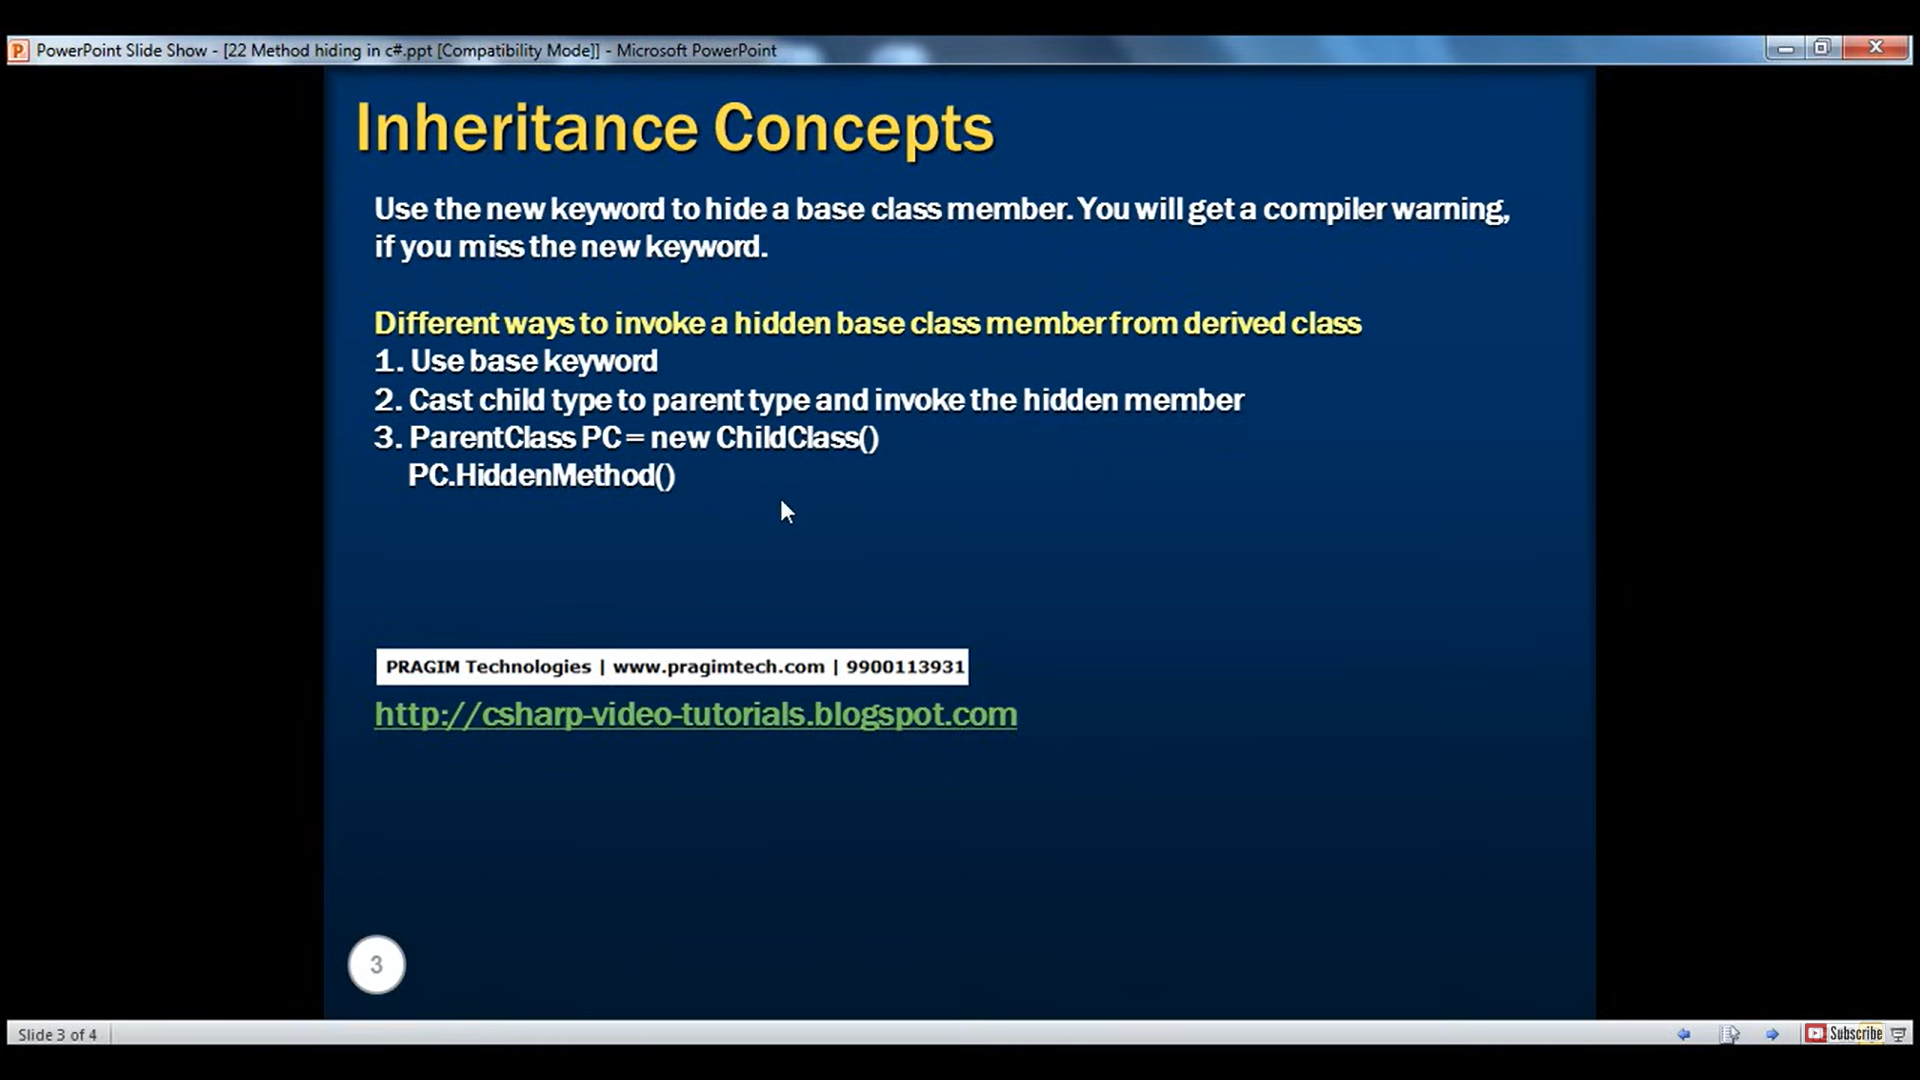 PowerPoint Slide Show - [22 Method hiding in c#.ppt [Compatibility Mode]] - Microsoft PowerPoint
Inheritance Concepts
Use the new keyword to hide a base class member. You will get a compiler warning,
if you miss the new keyword.
Different ways to invoke a hidden base class member from derived class
1. Use base keyword
2. Cast child type to parent type and invoke the hidden member
3. ParentClass PC = new ChildClass()
PC.HiddenMethod()
PRAGIM Technologies | www.pragimtech.com | 9900113931
http://csharp-video-tutorials.blogspot.com
3
Slide 3 of 4
Subscribe